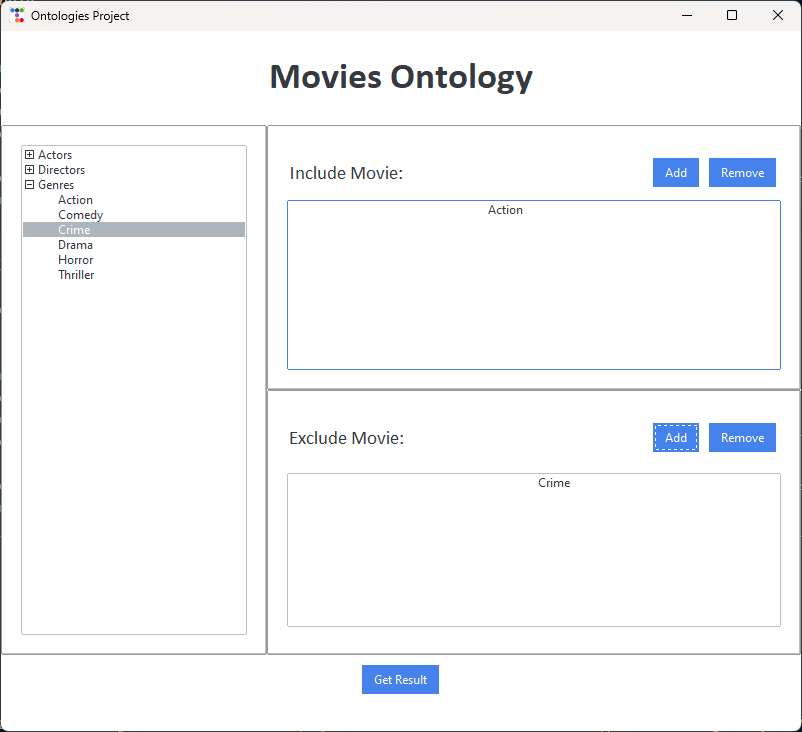 Ontologies Project
Movies Ontology
Actors
Directors
Genres
Action
Comedy
Crime
Drama
Horror
Thriller
Include Movie:
Add
Remove
Action
Exclude Movie:
Add
Remove
Crime
Get Result